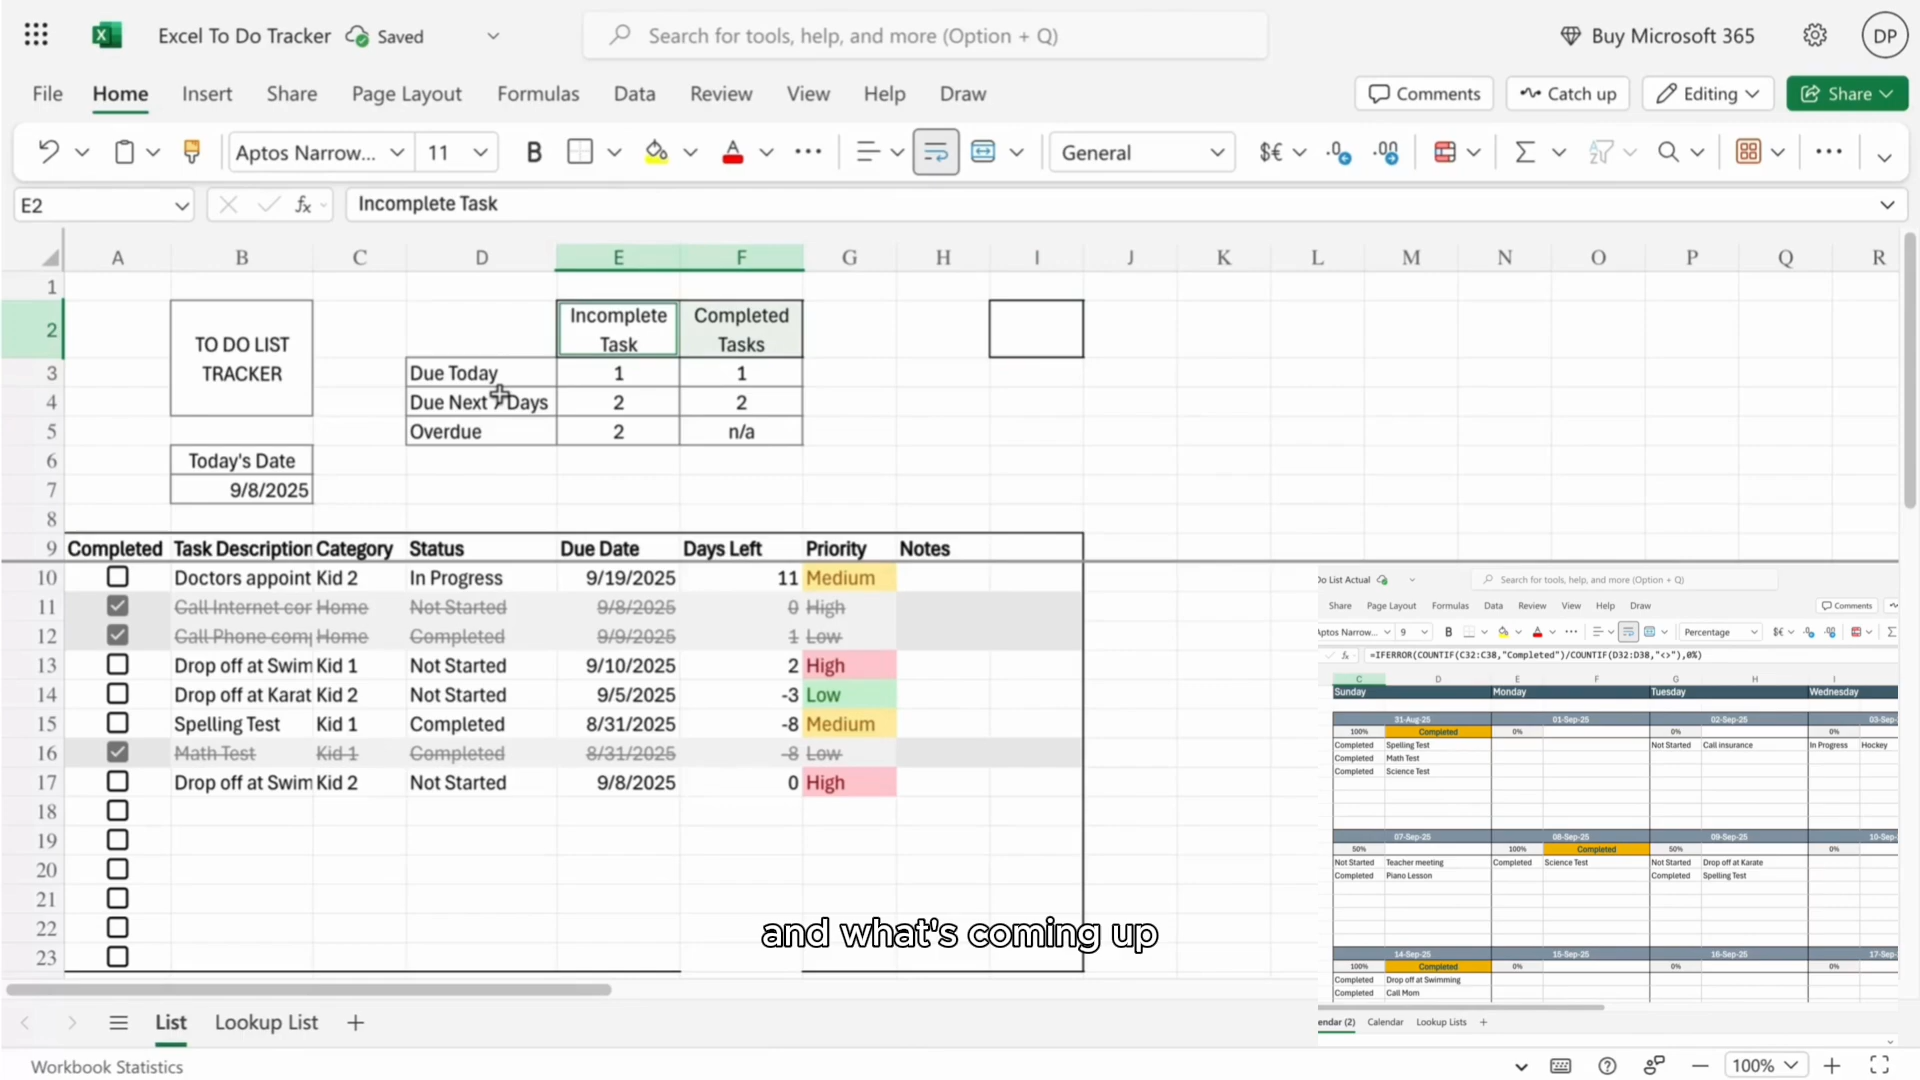 Excel To Do Tracker Saved
Search for tools, help, and more (Option + Q)
Buy Microsoft 365
DP
File Home Insert Share Page Layout Formulas Data Review View Help Draw
Comments Catch up Editing Share
Aptos Narrow... 11 B A General $€ .0 .00
E2 fx Incomplete Task
A B C D E F G H I J K L M N O P Q R
1
2 TO DO LIST TRACKER Incomplete Task Completed Tasks
3 Due Today 1 1
4 Due Next 7 Days 2 2
5 Overdue 2 n/a
6 Today's Date
7 9/8/2025
8
9 Completed Task Description Category Status Due Date Days Left Priority Notes
10 Doctors appoint Kid 2 In Progress 9/19/2025 11 Medium
11 Call Internet cor Home Not Started 9/8/2025 0 High
12 Call Phone comp Home Completed 9/9/2025 1 Low
13 Drop off at Swim Kid 1 Not Started 9/10/2025 2 High
14 Drop off at Karat Kid 2 Not Started 9/5/2025 -3 Low
15 Spelling Test Kid 1 Completed 8/31/2025 -8 Medium
16 Math Test Kid 1 Completed 8/31/2025 -8 Low
17 Drop off at Swim Kid 2 Not Started 9/8/2025 0 High
18
19
20
21
22
23
and what's coming up
Do List Actual
Search for tools, help, and more (Option + Q)
Share Page Layout Formulas Data Review View Help Draw
Comments
Aptos Narrow... 9 B A Percentage $€
fx =IFERROR(COUNTIF(C32:C38,"Completed")/COUNTIF(D32:D38,"<>"),0%)
C D E F G H I
Sunday Monday Tuesday Wednesday
31-Aug-25 01-Sep-25 02-Sep-25 03-Sep-
100% Completed 0% 0% 0%
Completed Spelling Test Not Started Call insurance In Progress Hockey
Completed Math Test
Completed Science Test
07-Sep-25 08-Sep-25 09-Sep-25 10-Sep-
50% 100% Completed 50% 0%
Not Started Teacher meeting Completed Science Test Not Started Drop off at Karate
Completed Piano Lesson Completed Spelling Test
14-Sep-25 15-Sep-25 16-Sep-25 17-Sep-
100% Completed 0% 0% 0%
Completed Drop off at Swimming
Completed Call Mom
endar (2) Calendar Lookup Lists +
List Lookup List +
Workbook Statistics
100%